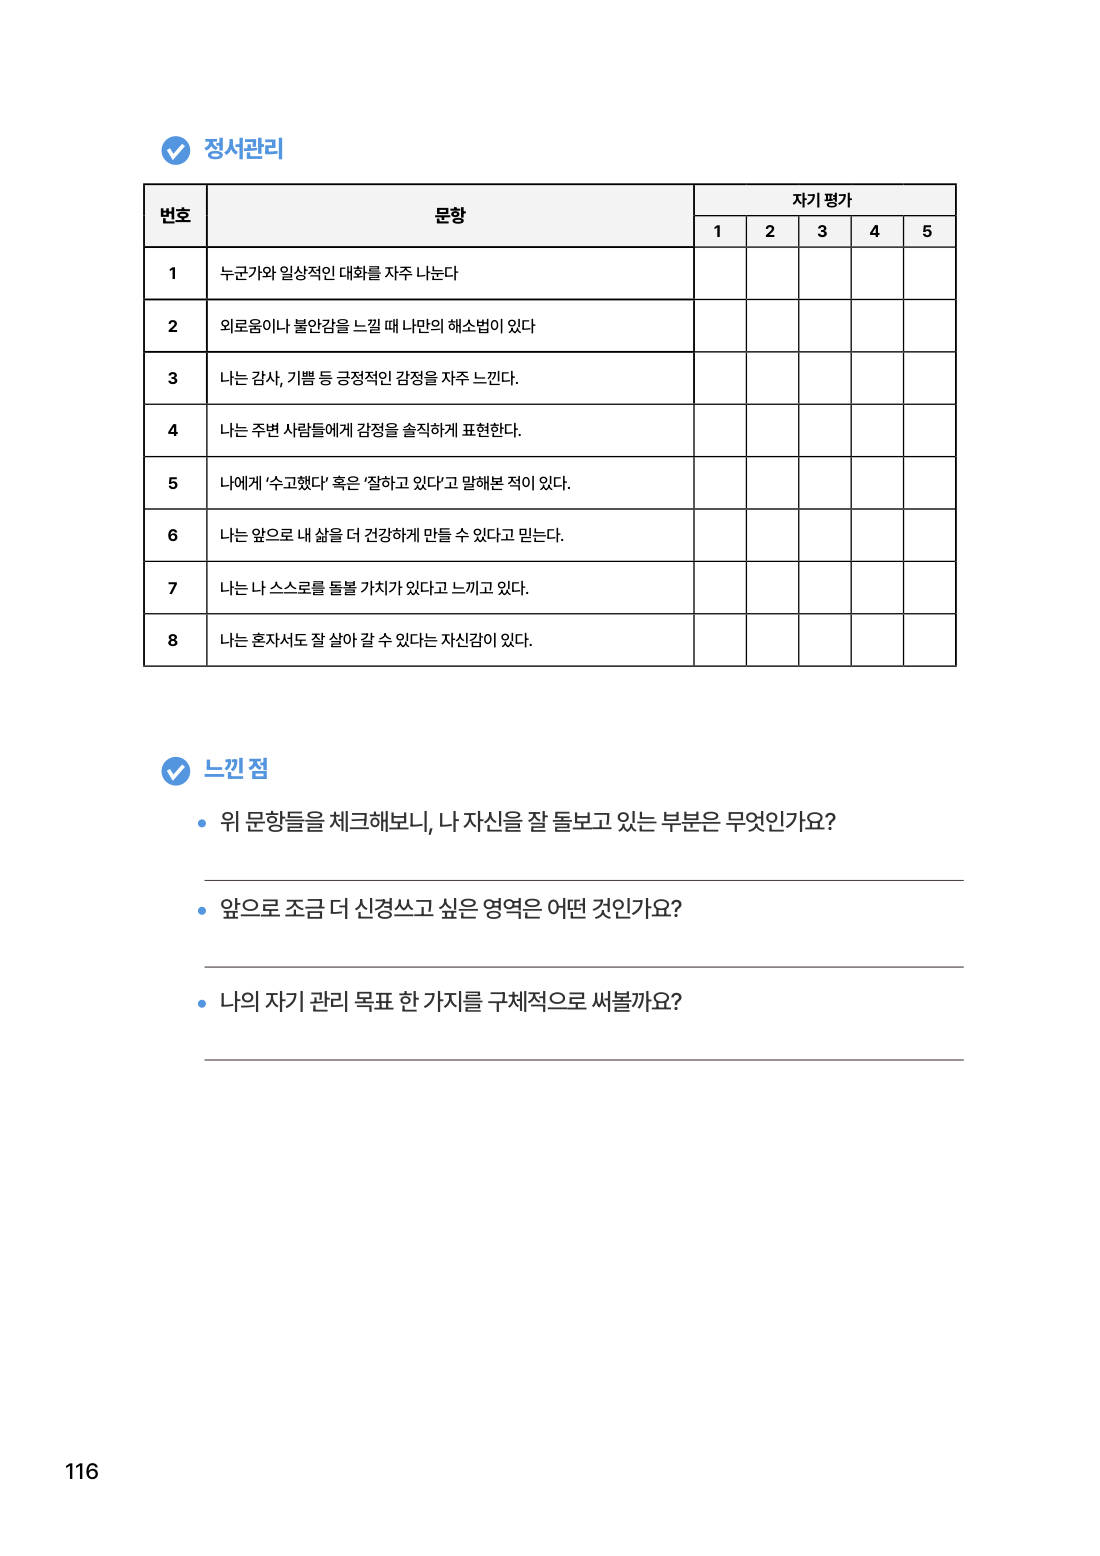 정서관리
번호 문항 자기 평가
1 2 3 4 5
1 누군가와 일상적인 대화를 자주 나눈다
2 외로움이나 불안감을 느낄 때 나만의 해소법이 있다
3 나는 감사, 기쁨 등 긍정적인 감정을 자주 느낀다.
4 나는 주변 사람들에게 감정을 솔직하게 표현한다.
5 나에게 ‘수고했다’ 혹은 ‘잘하고 있다’고 말해본 적이 있다.
6 나는 앞으로 내 삶을 더 건강하게 만들 수 있다고 믿는다.
7 나는 나 스스로를 돌볼 가치가 있다고 느끼고 있다.
8 나는 혼자서도 잘 살아 갈 수 있다는 자신감이 있다.
느낀 점
• 위 문항들을 체크해보니, 나 자신을 잘 돌보고 있는 부분은 무엇인가요?
• 앞으로 조금 더 신경쓰고 싶은 영역은 어떤 것인가요?
• 나의 자기 관리 목표 한 가지를 구체적으로 써볼까요?
116